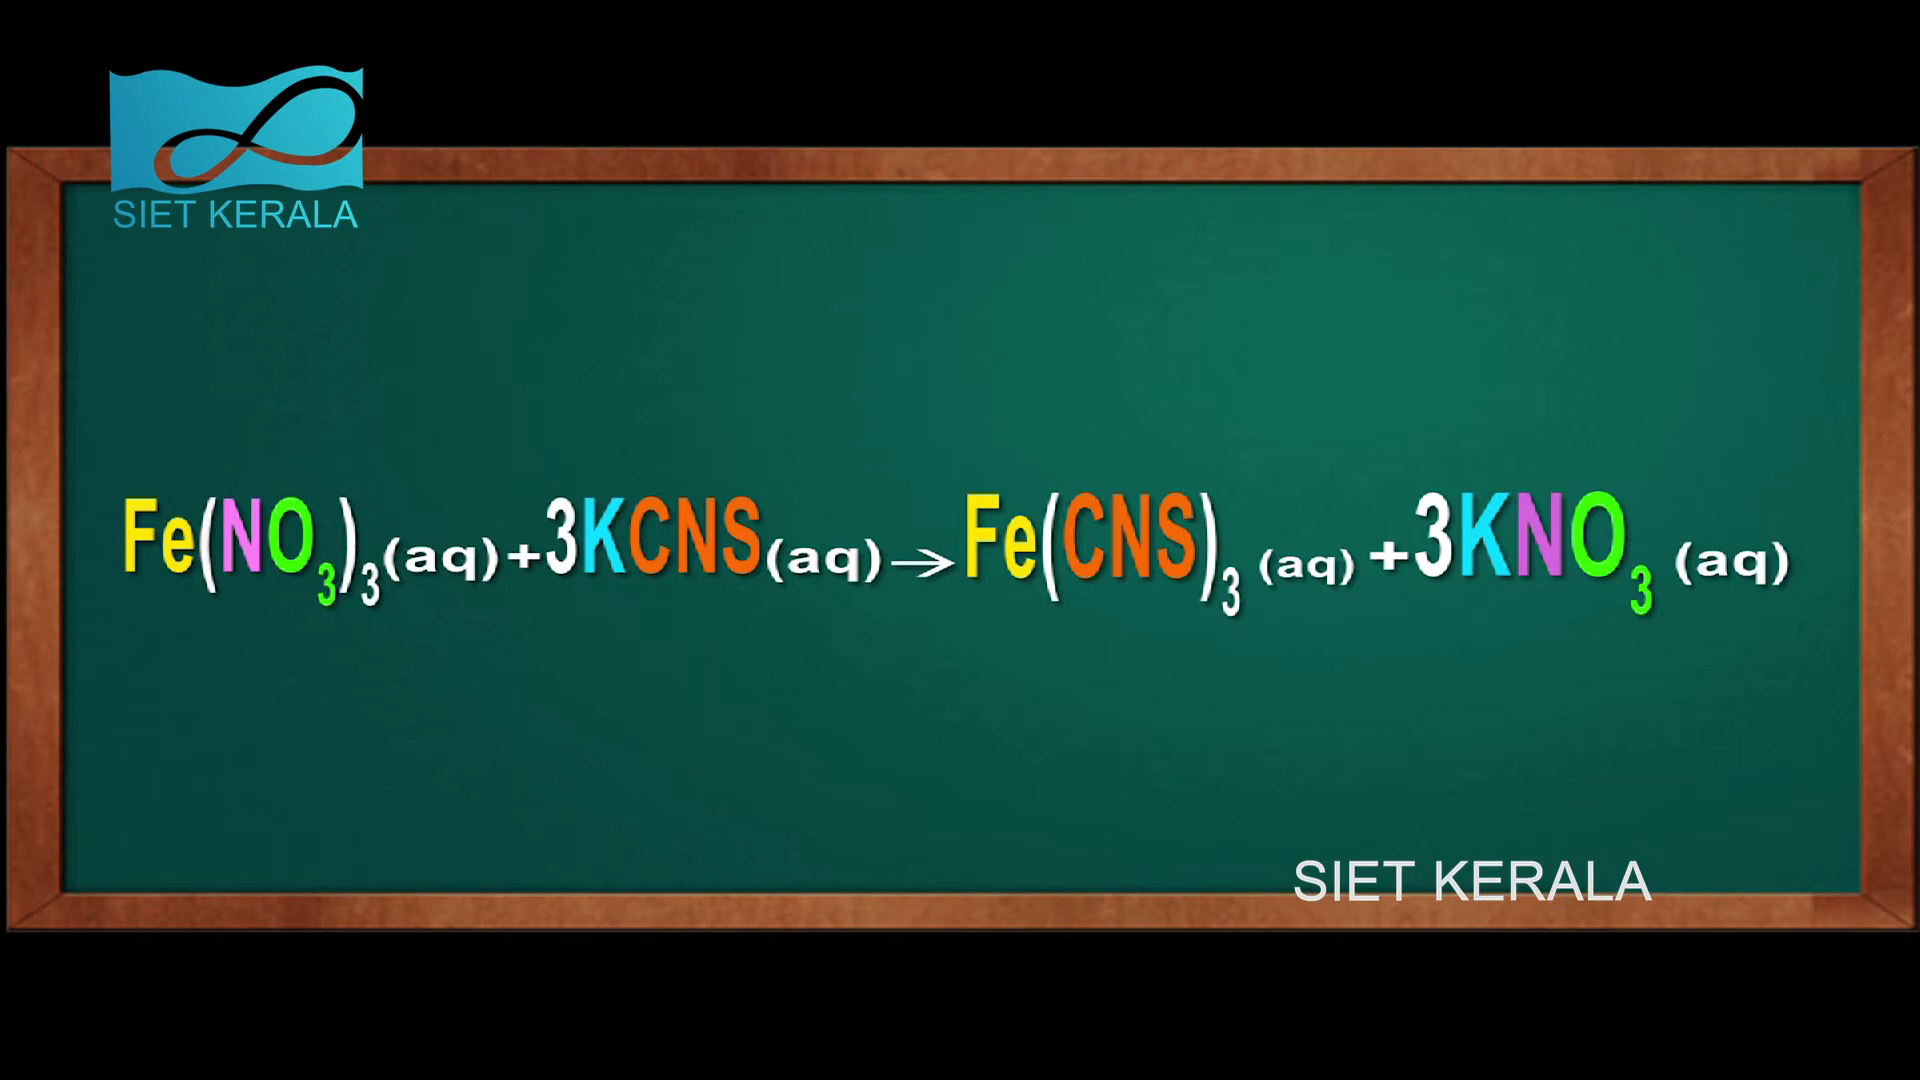 SIET KERALA
Fe(NO₃)₃(aq)+3KCNS(aq)→Fe(CNS)₃ (aq) +3KNO₃ (aq)
SIET KERALA